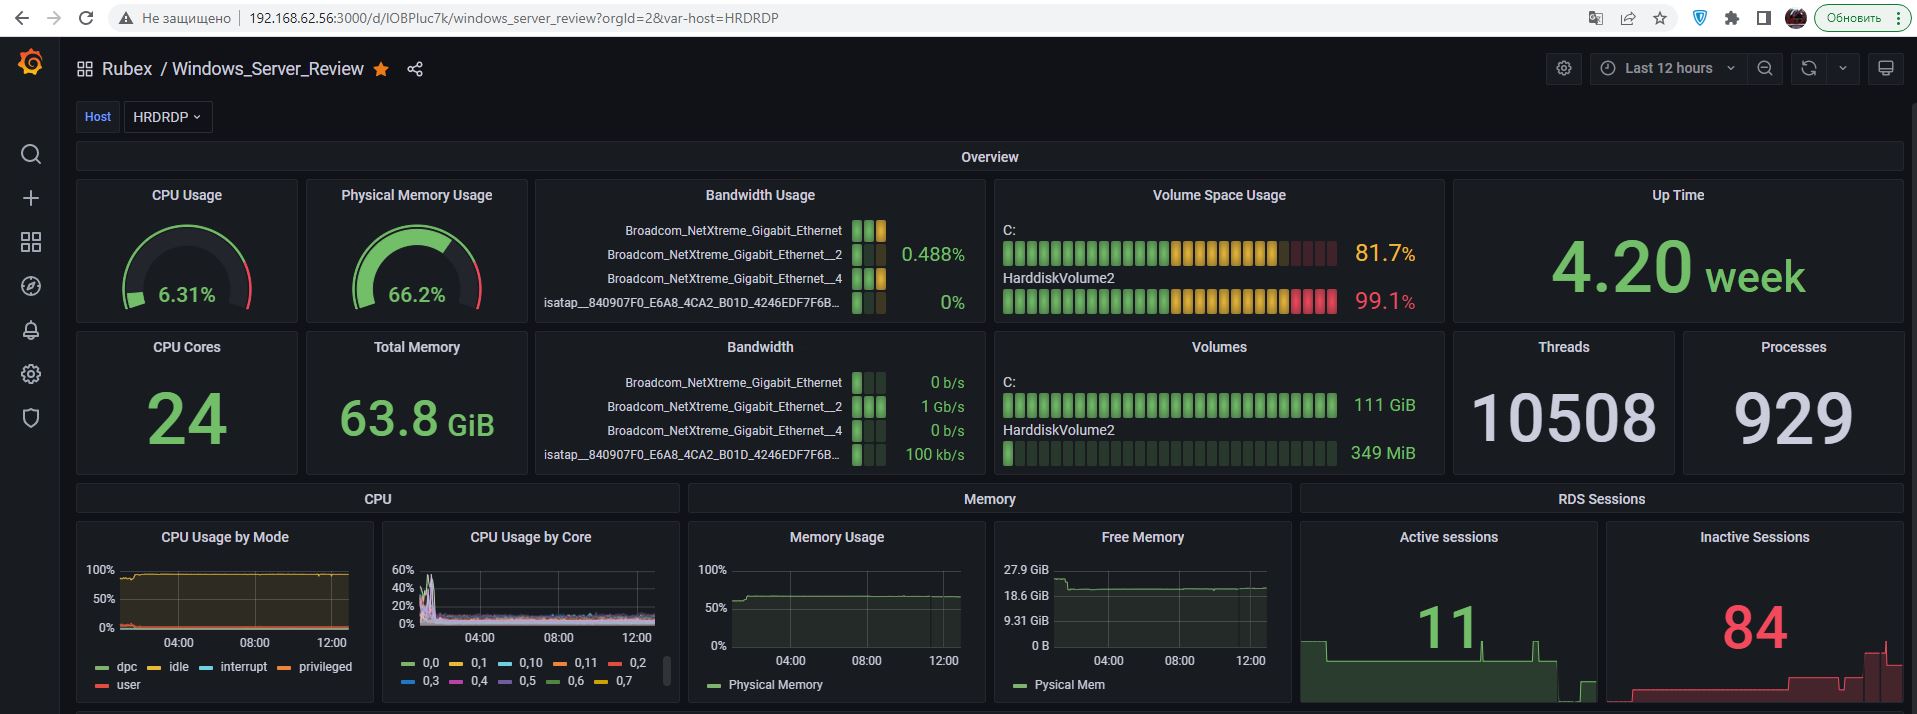 Не защищено
192.168.62.56:3000/d/IOBPIuc7k/windows_server_review?orgId=2&var-host=HRDRDP
Обновить
Rubex / Windows_Server_Review
Last 12 hours
Host HRDRDP
Overview
CPU Usage
6.31%
Physical Memory Usage
66.2%
Bandwidth Usage
Broadcom_NetXtreme_Gigabit_Ethernet
Broadcom_NetXtreme_Gigabit_Ethernet__2 0.488%
Broadcom_NetXtreme_Gigabit_Ethernet__4
isatap__840907F0_E6A8_4CA2_B01D_4246EDF7F6B... 0%
Volume Space Usage
C:
81.7%
HarddiskVolume2
99.1%
Up Time
4.20 week
CPU Cores
24
Total Memory
63.8 GiB
Bandwidth
Broadcom_NetXtreme_Gigabit_Ethernet 0 b/s
Broadcom_NetXtreme_Gigabit_Ethernet__2 1 Gb/s
Broadcom_NetXtreme_Gigabit_Ethernet__4 0 b/s
isatap__840907F0_E6A8_4CA2_B01D_4246EDF7F6B... 100 kb/s
Volumes
C:
111 GiB
HarddiskVolume2
349 MiB
Threads
10508
Processes
929
CPU
Memory
RDS Sessions
CPU Usage by Mode
100%
50%
0%
04:00 08:00 12:00
dpc idle interrupt privileged
user
CPU Usage by Core
60%
40%
20%
0%
04:00 08:00 12:00
0,0 0,1 0,10 0,11 0,2
0,3 0,4 0,5 0,6 0,7
Memory Usage
100%
50%
0%
04:00 08:00 12:00
Physical Memory
Free Memory
27.9 GiB
18.6 GiB
9.31 GiB
0 B
04:00 08:00 12:00
Pysical Mem
Active sessions
11
Inactive Sessions
84